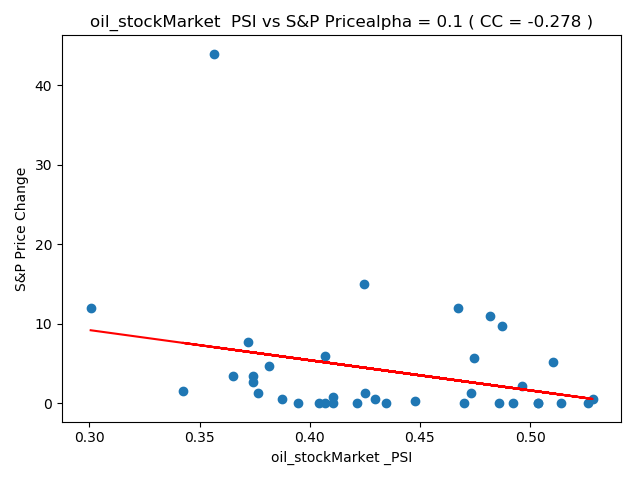 oil_stockMarket  PSI vs S&P Pricealpha = 0.1 ( CC = -0.278 )
S&P Price Change
40
30
20
10
0
0.30 0.35 0.40 0.45 0.50
oil_stockMarket _PSI